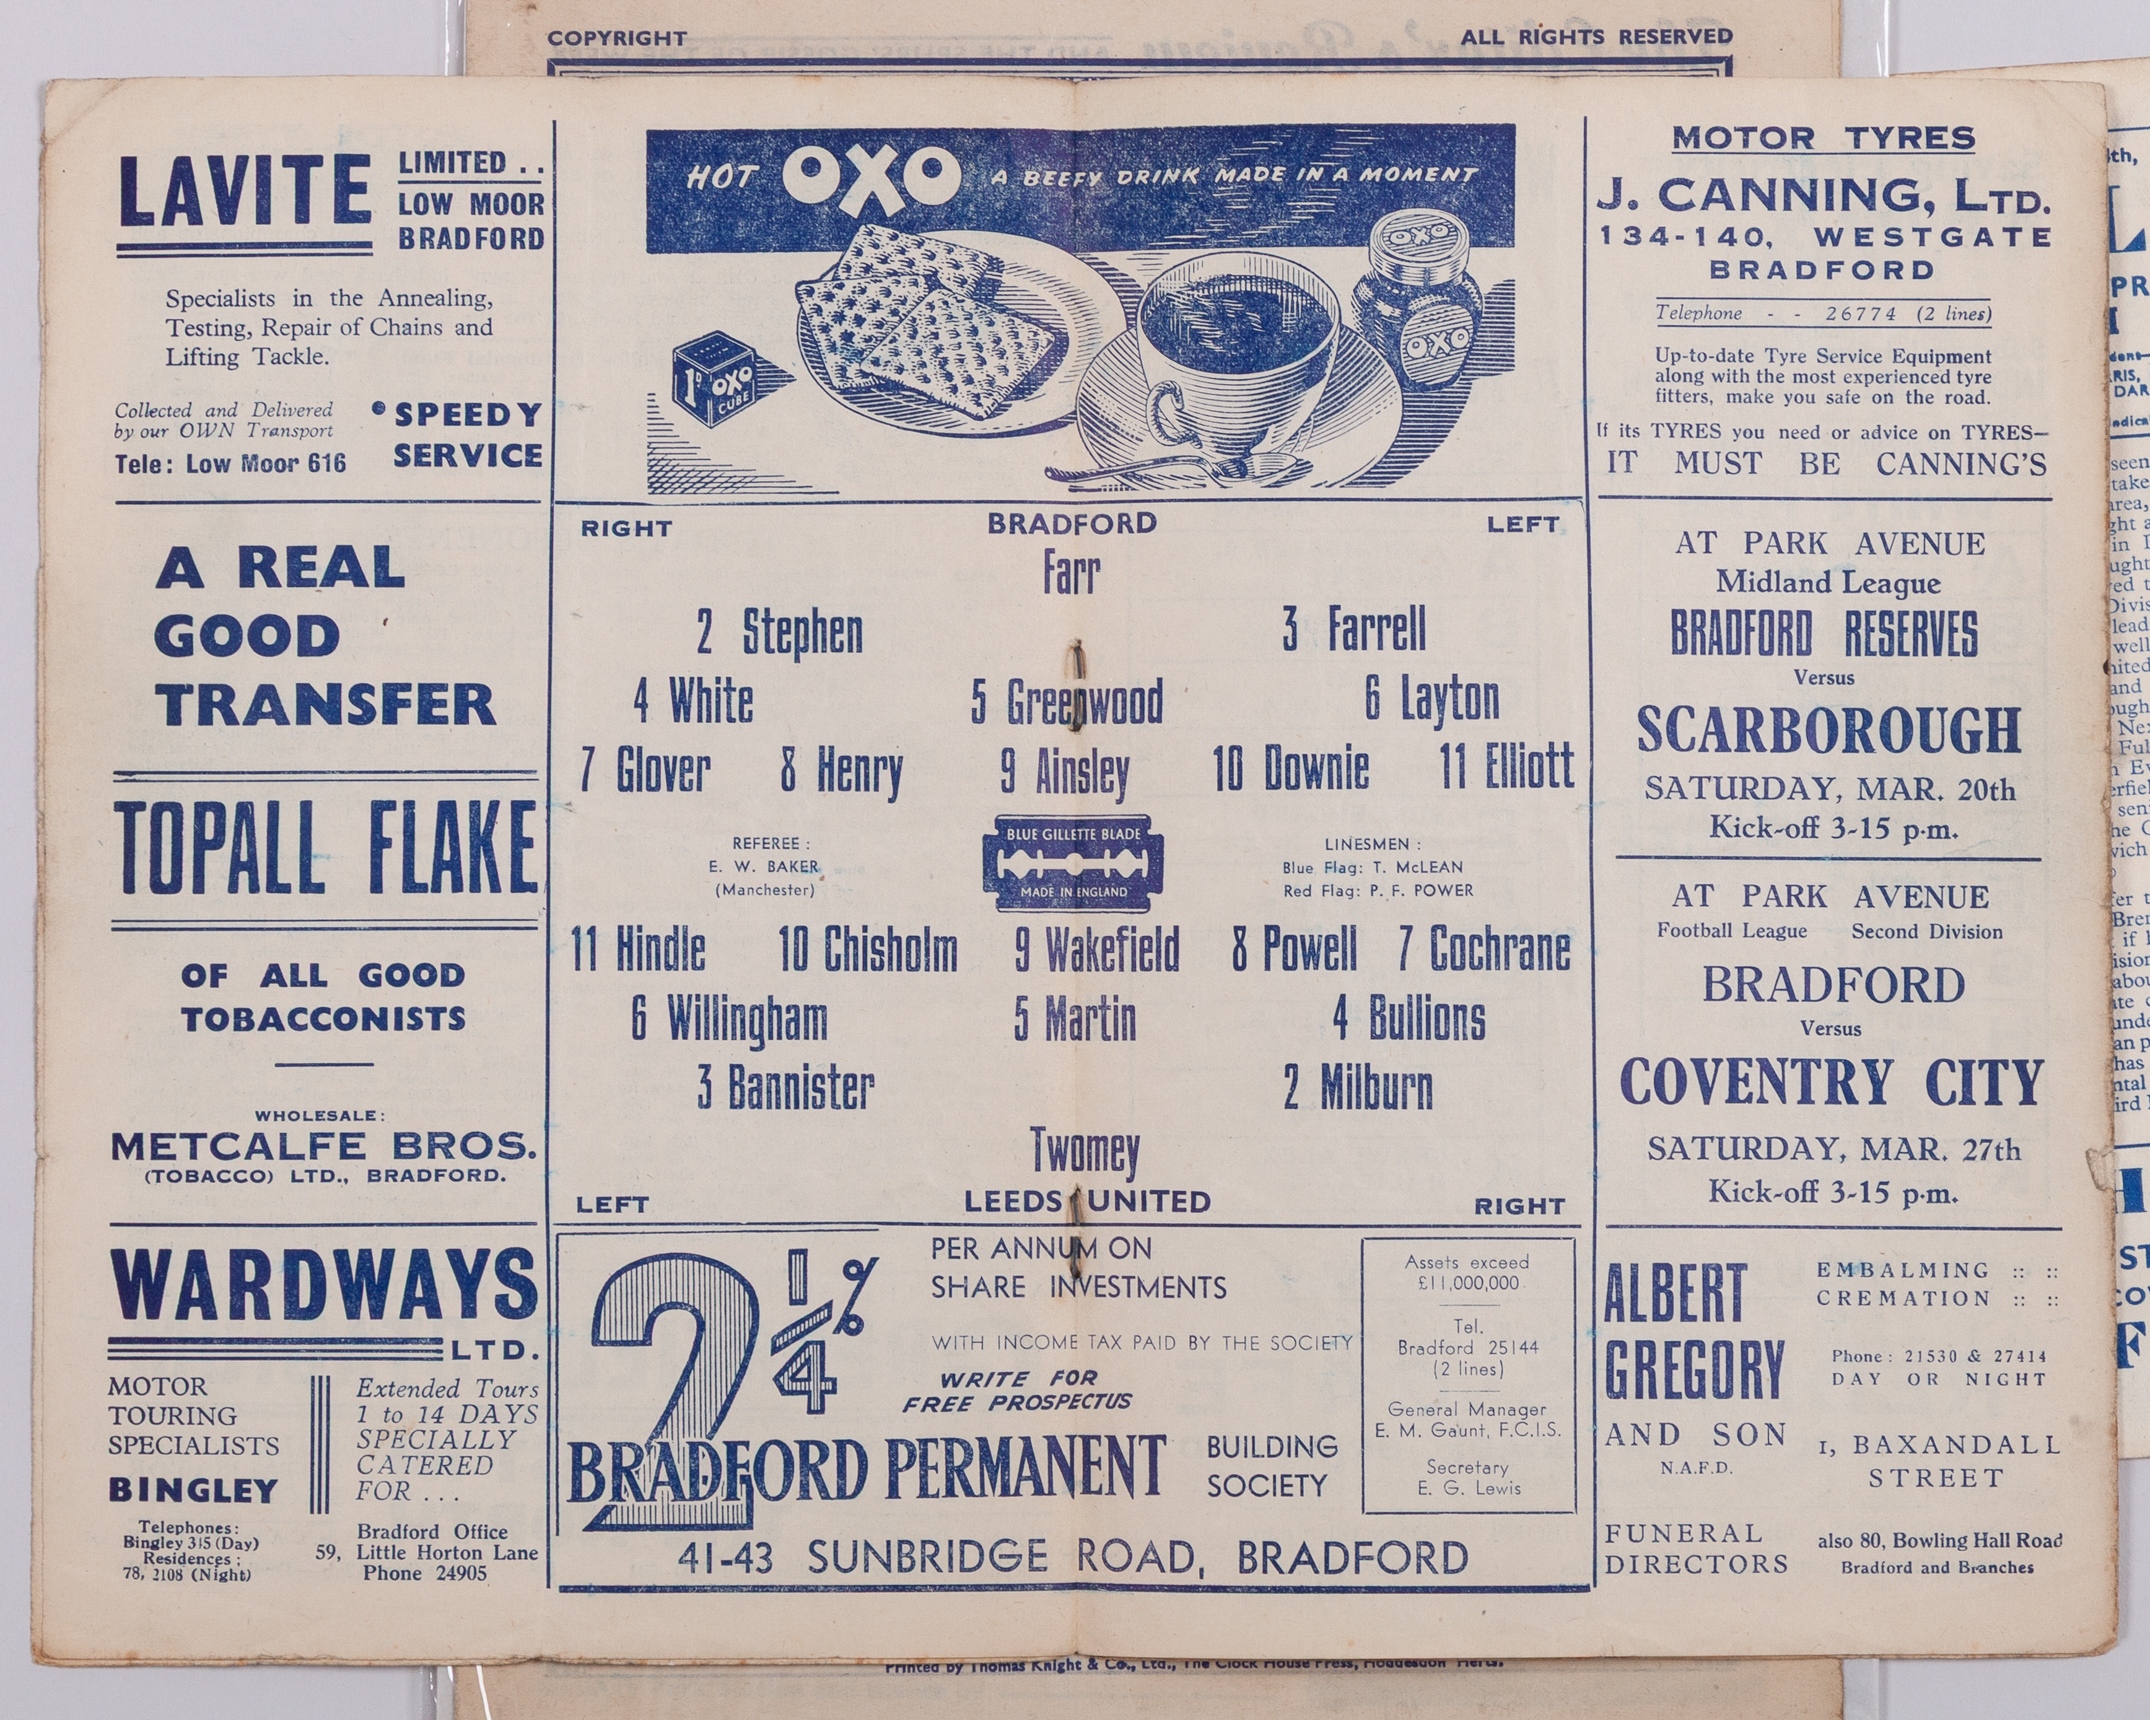 COPYRIGHT ALL RIGHTS RESERVED
LAVITE LIMITED . .
LOW MOOR
BRADFORD
Specialists in the Annealing,
Testing, Repair of Chains and
Lifting Tackle.
Collected and Delivered
by our OWN Transport
Tele: Low Moor 616
• SPEEDY
SERVICE
A REAL
GOOD
TRANSFER
TOPALL FLAKE
OF ALL GOOD
TOBACCONISTS
WHOLESALE:
METCALFE BROS.
(TOBACCO) LTD., BRADFORD.
WARDWAYS
LTD.
MOTOR
TOURING
SPECIALISTS
BINGLEY
Telephones:
Bingley 315 (Day)
Residences:
78, 2108 (Night)
Extended Tours
1 to 14 DAYS
SPECIALLY
CATERED
FOR . . .
Bradford Office
59, Little Horton Lane
Phone 24905
HOT OXO A BEEFY DRINK MADE IN A MOMENT
OXO
OXO
1D OXO
CUBE
RIGHT BRADFORD LEFT
Farr
2 Stephen 3 Farrell
4 White 5 Greenwood 6 Layton
7 Glover 8 Henry 9 Ainsley 10 Downie 11 Elliott
REFEREE :
E. W. BAKER
(Manchester)
BLUE GILLETTE BLADE
MADE IN ENGLAND
LINESMEN :
Blue Flag: T. McLEAN
Red Flag: P. F. POWER
11 Hindle 10 Chisholm 9 Wakefield 8 Powell 7 Cochrane
6 Willingham 5 Martin 4 Bullions
3 Bannister 2 Milburn
Twomey
LEFT LEEDS UNITED RIGHT
2 1/4 %
PER ANNUM ON
SHARE INVESTMENTS
WITH INCOME TAX PAID BY THE SOCIETY
WRITE FOR
FREE PROSPECTUS
BRADFORD PERMANENT BUILDING
SOCIETY
41-43 SUNBRIDGE ROAD, BRADFORD
Assets exceed
£11,000,000
Tel.
Bradford 25144
(2 lines)
General Manager
E. M. Gaunt, F.C.I.S.
Secretary
E. G. Lewis
MOTOR TYRES
J. CANNING, LTD.
134-140, WESTGATE
BRADFORD
Telephone - - 26774 (2 lines)
Up-to-date Tyre Service Equipment
along with the most experienced tyre
fitters, make you safe on the road.
If its TYRES you need or advice on TYRES—
IT MUST BE CANNING'S
AT PARK AVENUE
Midland League
BRADFORD RESERVES
Versus
SCARBOROUGH
SATURDAY, MAR. 20th
Kick-off 3-15 p.m.
AT PARK AVENUE
Football League Second Division
BRADFORD
Versus
COVENTRY CITY
SATURDAY, MAR. 27th
Kick-off 3-15 p.m.
ALBERT
GREGORY
AND SON
N.A.F.D.
FUNERAL
DIRECTORS
EMBALMING :: ::
CREMATION :: ::
Phone : 21530 & 27414
DAY OR NIGHT
1, BAXANDALL
STREET
also 80, Bowling Hall Road
Bradford and Branches
Printed by Thomas Knight & Co., Ltd., The Clock House Press, Hoddesdon Herts.